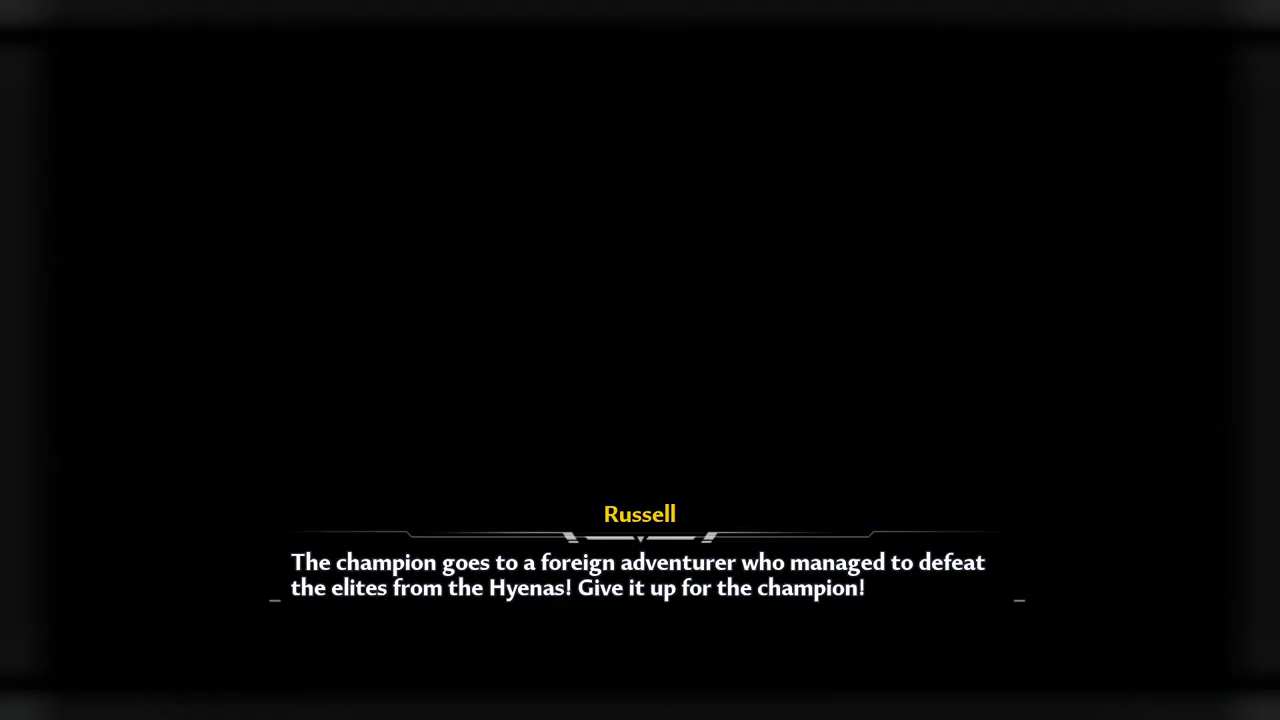 Russell
The champion goes to a foreign adventurer who managed to defeat
the elites from the Hyenas! Give it up for the champion!